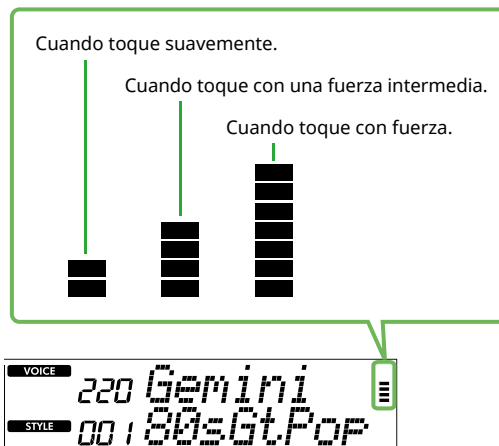 Cuando toque suavemente.
Cuando toque con una fuerza intermedia.
Cuando toque con fuerza.
VOICE 220 Gemini
STYLE 001 80sGtPop